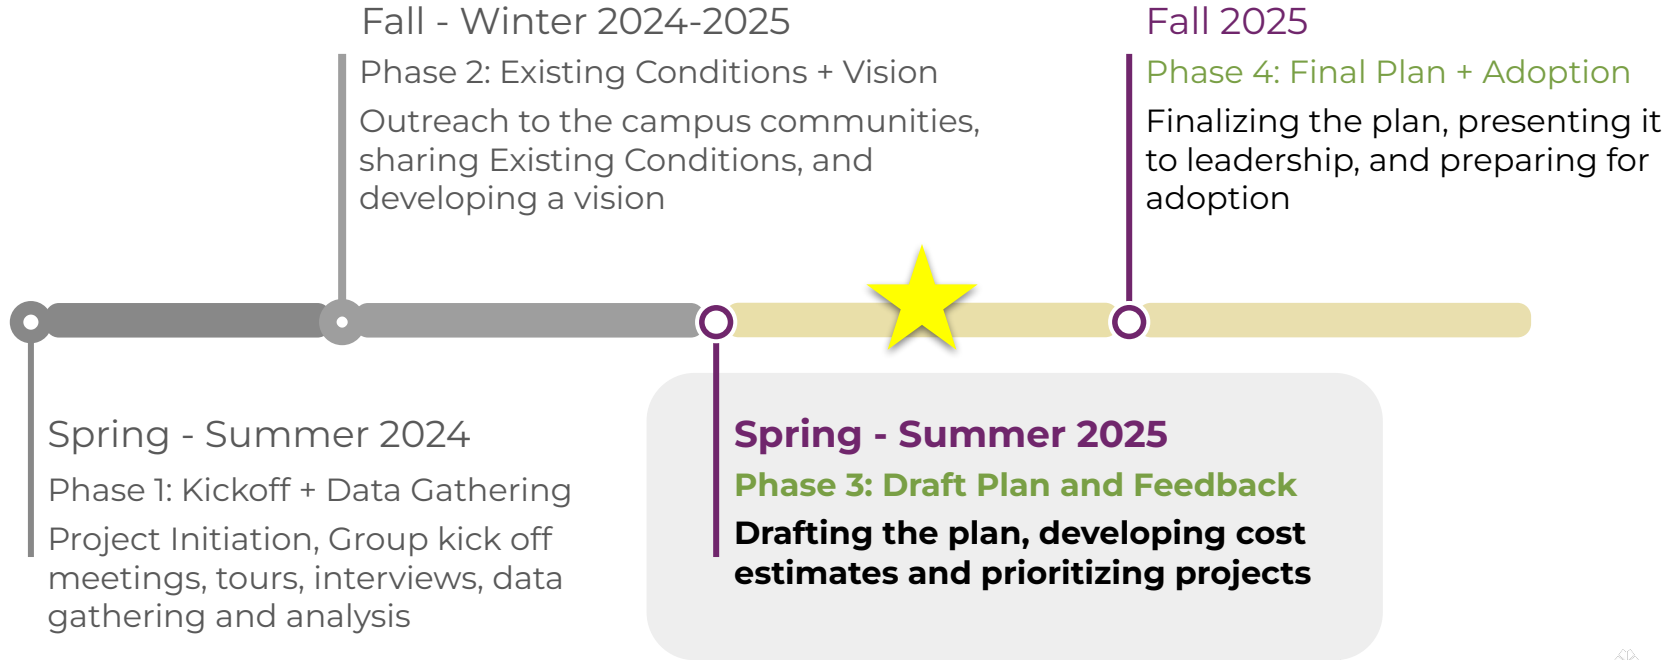 Fall - Winter 2024-2025
Phase 2: Existing Conditions + Vision
Outreach to the campus communities,
sharing Existing Conditions, and
developing a vision
Fall 2025
Phase 4: Final Plan + Adoption
Finalizing the plan, presenting it
to leadership, and preparing for
adoption
Spring - Summer 2024
Phase 1: Kickoff + Data Gathering
Project Initiation, Group kick off
meetings, tours, interviews, data
gathering and analysis
Spring - Summer 2025
Phase 3: Draft Plan and Feedback
Drafting the plan, developing cost
estimates and prioritizing projects